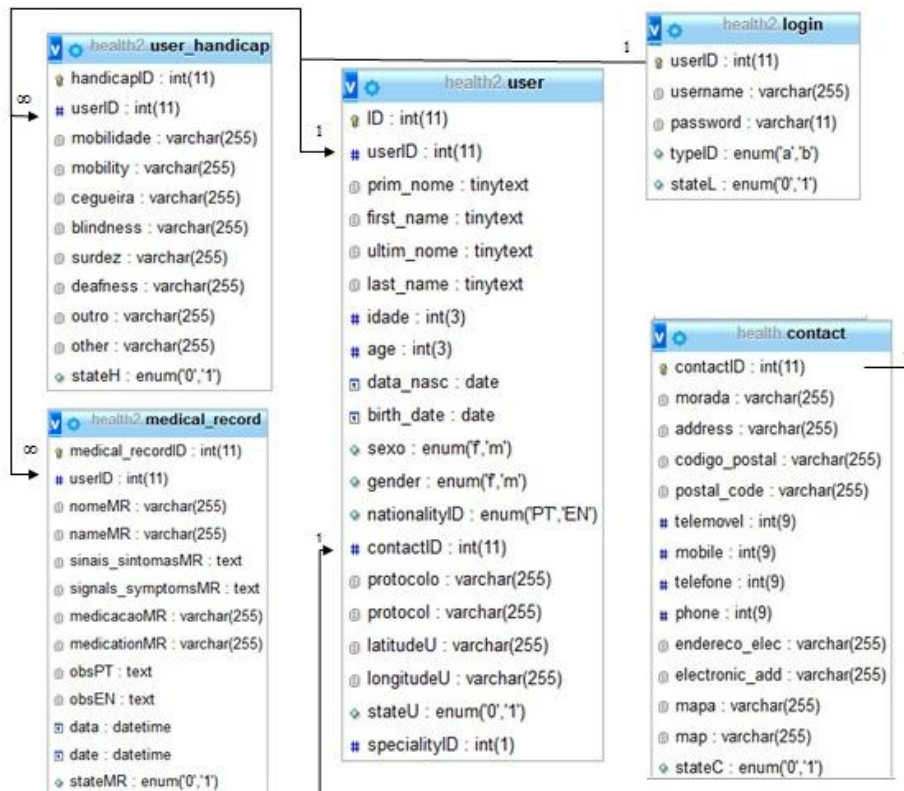 health2.user_handicap
handicapID : int(11)
# userID : int(11)
mobilidade : varchar(255)
mobility : varchar(255)
cegueira : varchar(255)
blindness : varchar(255)
surdez : varchar(255)
deafness : varchar(255)
outro : varchar(255)
other : varchar(255)
stateH : enum('0','1')
∞
health2.medical_record
medical_recordID : int(11)
# userID : int(11)
nomeMR : varchar(255)
nameMR : varchar(255)
sinais_sintomasMR : text
signals_symptomsMR : text
medicacaoMR : varchar(255)
medicationMR : varchar(255)
obsPT : text
obsEN : text
data : datetime
date : datetime
stateMR : enum('0','1')
∞
health2.user
ID : int(11)
# userID : int(11)
prim_nome : tinytext
first_name : tinytext
ultim_nome : tinytext
last_name : tinytext
# idade : int(3)
# age : int(3)
data_nasc : date
birth_date : date
sexo : enum('f','m')
gender : enum('f','m')
nationalityID : enum('PT','EN')
# contactID : int(11)
protocolo : varchar(255)
protocol : varchar(255)
latitudeU : varchar(255)
longitudeU : varchar(255)
stateU : enum('0','1')
# specialityID : int(1)
1
1
1
health2.login
userID : int(11)
username : varchar(255)
password : varchar(11)
typeID : enum('a','b')
stateL : enum('0','1')
health.contact
contactID : int(11)
morada : varchar(255)
address : varchar(255)
codigo_postal : varchar(255)
postal_code : varchar(255)
# telemovel : int(9)
# mobile : int(9)
# telefone : int(9)
# phone : int(9)
endereco_elec : varchar(255)
electronic_add : varchar(255)
mapa : varchar(255)
map : varchar(255)
stateC : enum('0','1')